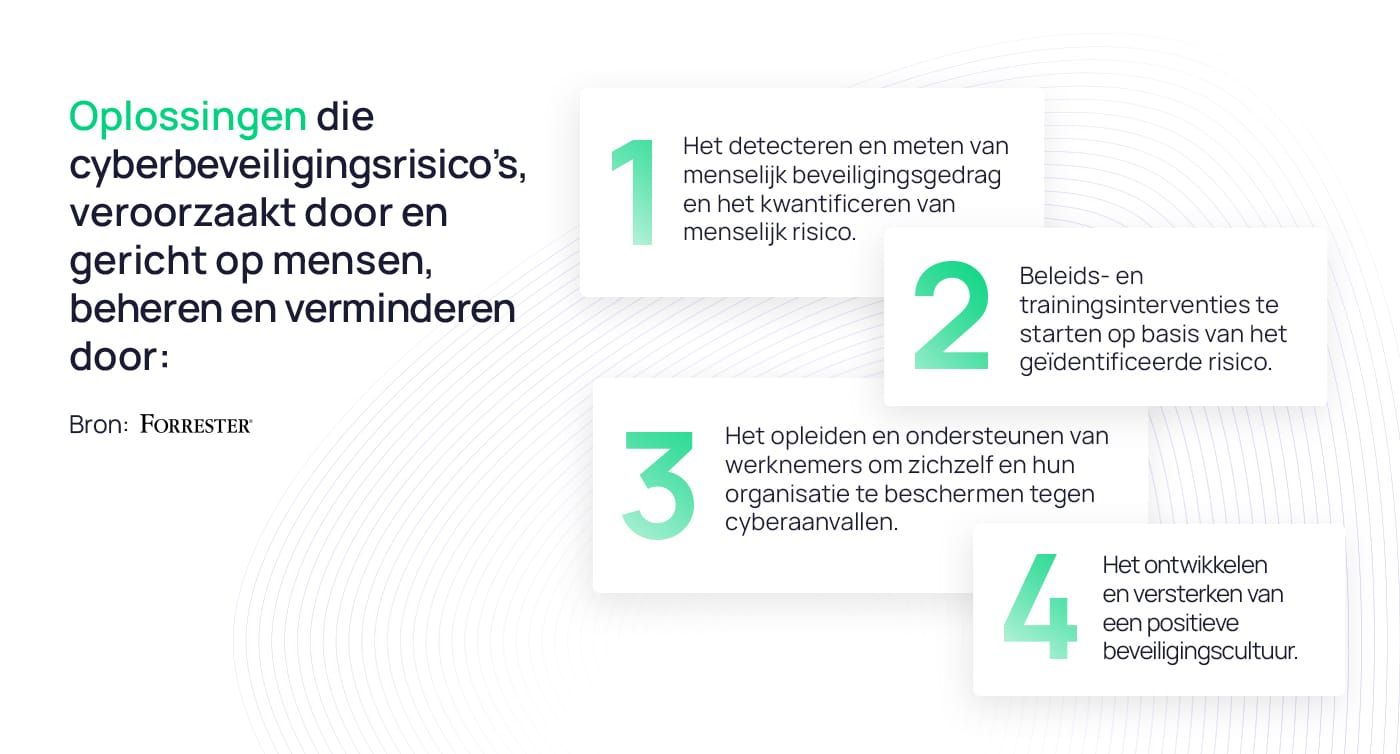 Oplossingen die
cyberbeveiligingsrisico’s,
veroorzaakt door en
gericht op mensen,
beheren en verminderen
door:
Bron: FORRESTER®
1
Het detecteren en meten van
menselijk beveiligingsgedrag
en het kwantificeren van
menselijk risico.
2
Beleids- en
trainingsinterventies te
starten op basis van het
geïdentificeerde risico.
3
Het opleiden en ondersteunen van
werknemers om zichzelf en hun
organisatie te beschermen tegen
cyberaanvallen.
4
Het ontwikkelen
en versterken van
een positieve
beveiligingscultuur.